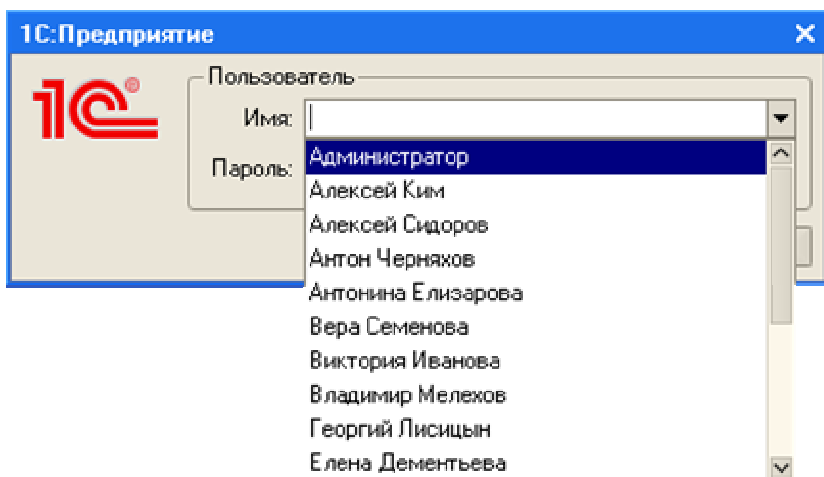 1С:Предприятие
1С®
Пользователь
Имя:
Пароль:
Администратор
Алексей Ким
Алексей Сидоров
Антон Черняхов
Антонина Елизарова
Вера Семенова
Виктория Иванова
Владимир Мелехов
Георгий Лисицын
Елена Дементьева